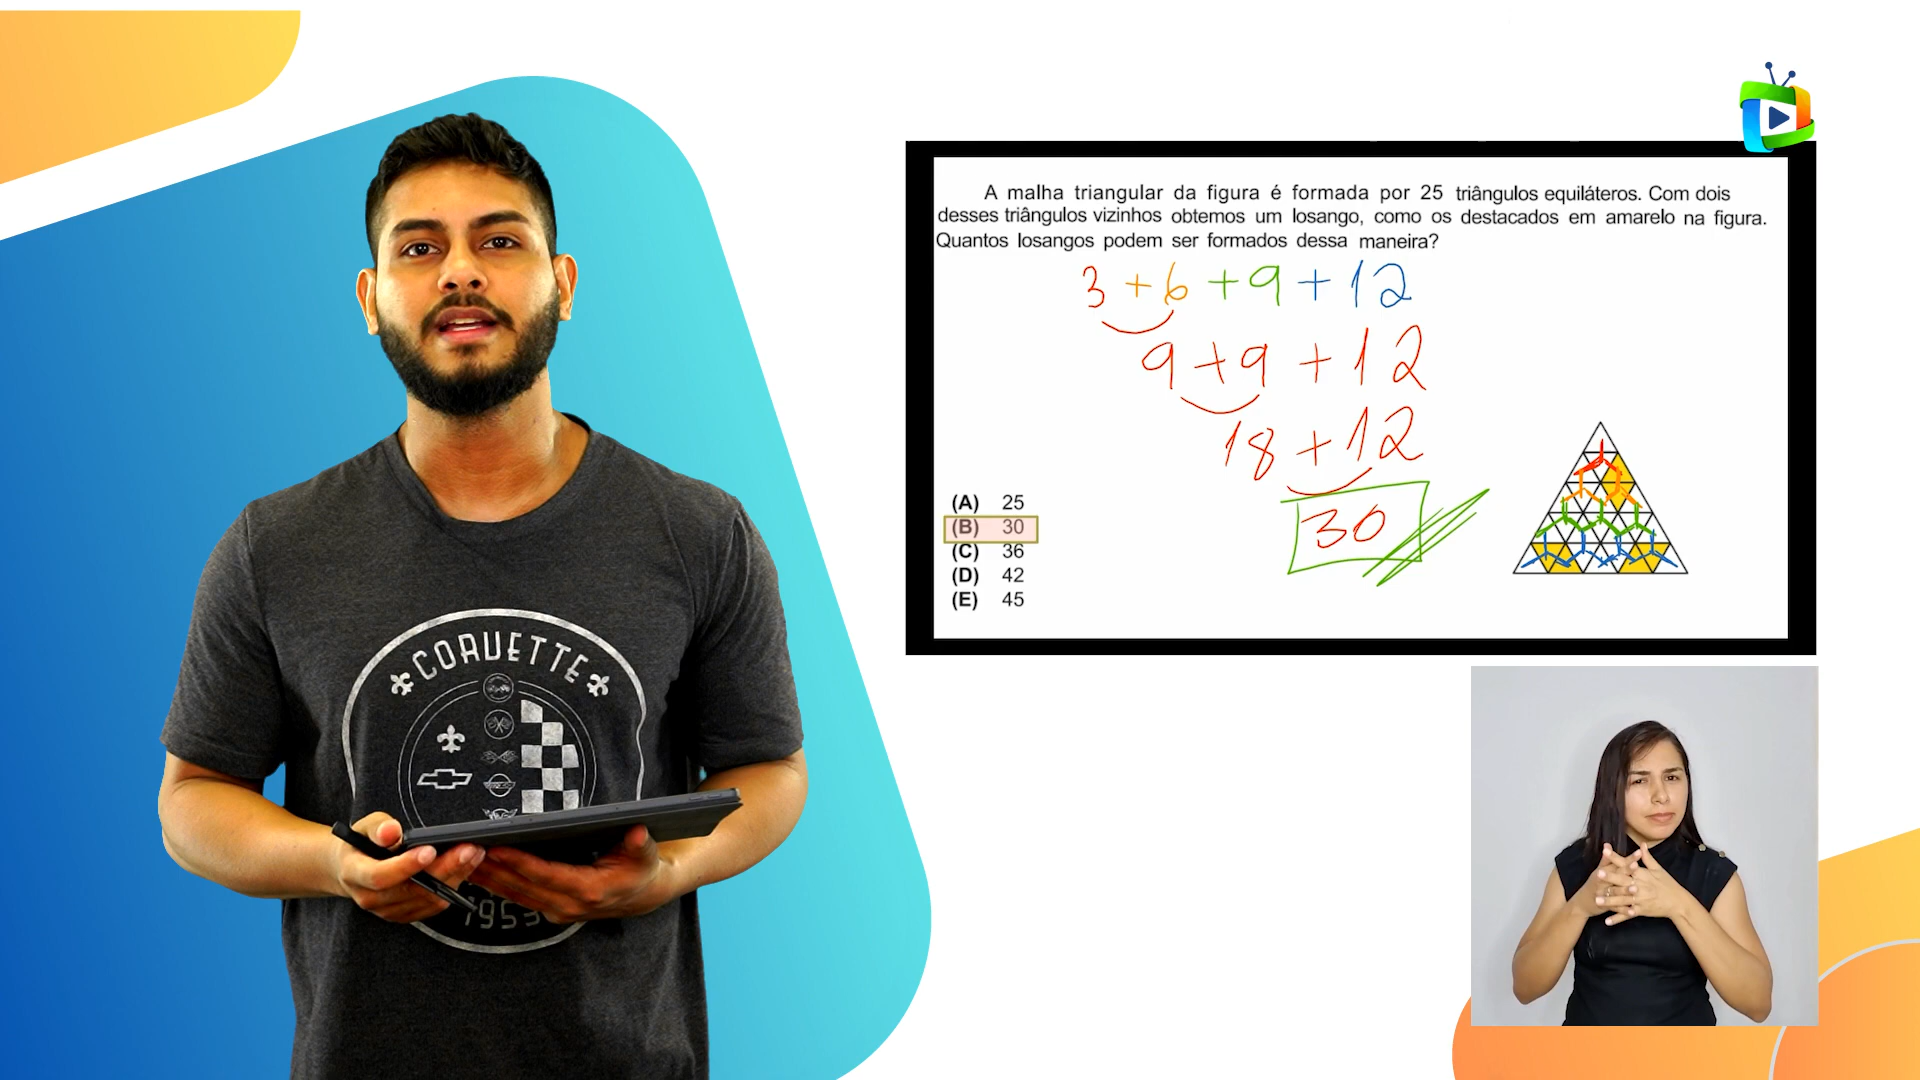 A malha triangular da figura é formada por 25 triângulos equiláteros. Com dois
desses triângulos vizinhos obtemos um losango, como os destacados em amarelo na figura.
Quantos losangos podem ser formados dessa maneira?
3 + 6 + 9 + 12
9 + 9 + 12
18 + 12
30
(A) 25
(B) 30
(C) 36
(D) 42
(E) 45
CORVETTE
1953